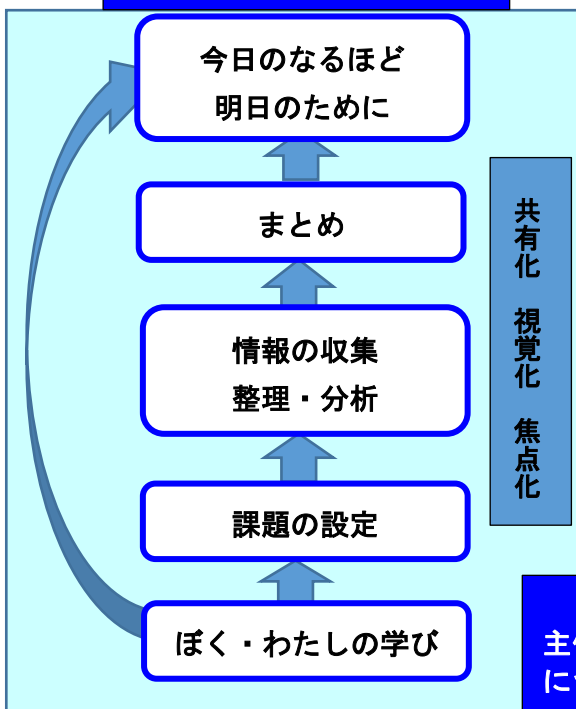 今日のなるほど
明日のために
まとめ
情報の収集
整理・分析
課題の設定
ぼく・わたしの学び
共有化　視覚化　焦点化